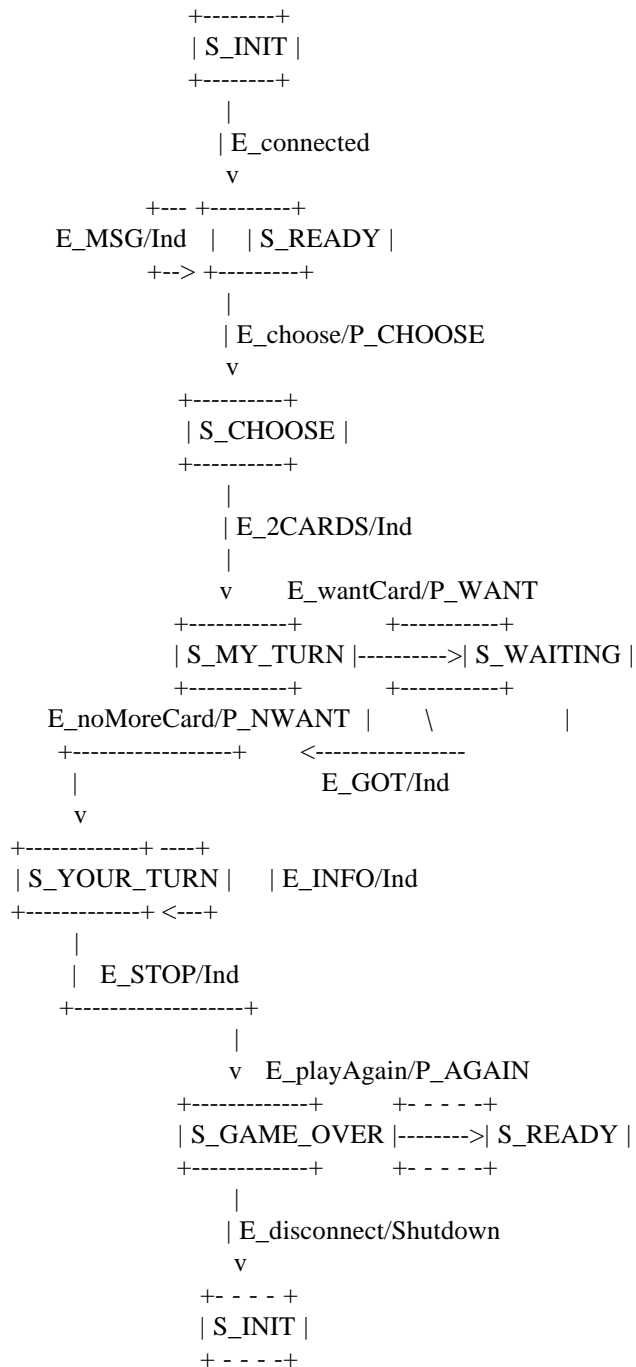 +--------+
| S_INIT |
+--------+
|
| E_connected
v
+--- +---------+
E_MSG/Ind | | S_READY |
+--> +---------+
|
| E_choose/P_CHOOSE
v
+----------+
| S_CHOOSE |
+----------+
|
| E_2CARDS/Ind
|
v E_wantCard/P_WANT
+-----------+ +-----------+
| S_MY_TURN |---------->| S_WAITING |
+-----------+ +-----------+
E_noMoreCard/P_NWANT | \ |
+------------------+ <-----------------
| E_GOT/Ind
v
+-------------+ ----+
| S_YOUR_TURN | | E_INFO/Ind
+-------------+ <---+
|
| E_STOP/Ind
+-------------------+
|
v E_playAgain/P_AGAIN
+-------------+ +- - - - -+
| S_GAME_OVER |-------->| S_READY |
+-------------+ +- - - - -+
|
| E_disconnect/Shutdown
v
+- - - - +
| S_INIT |
+ - - - -+